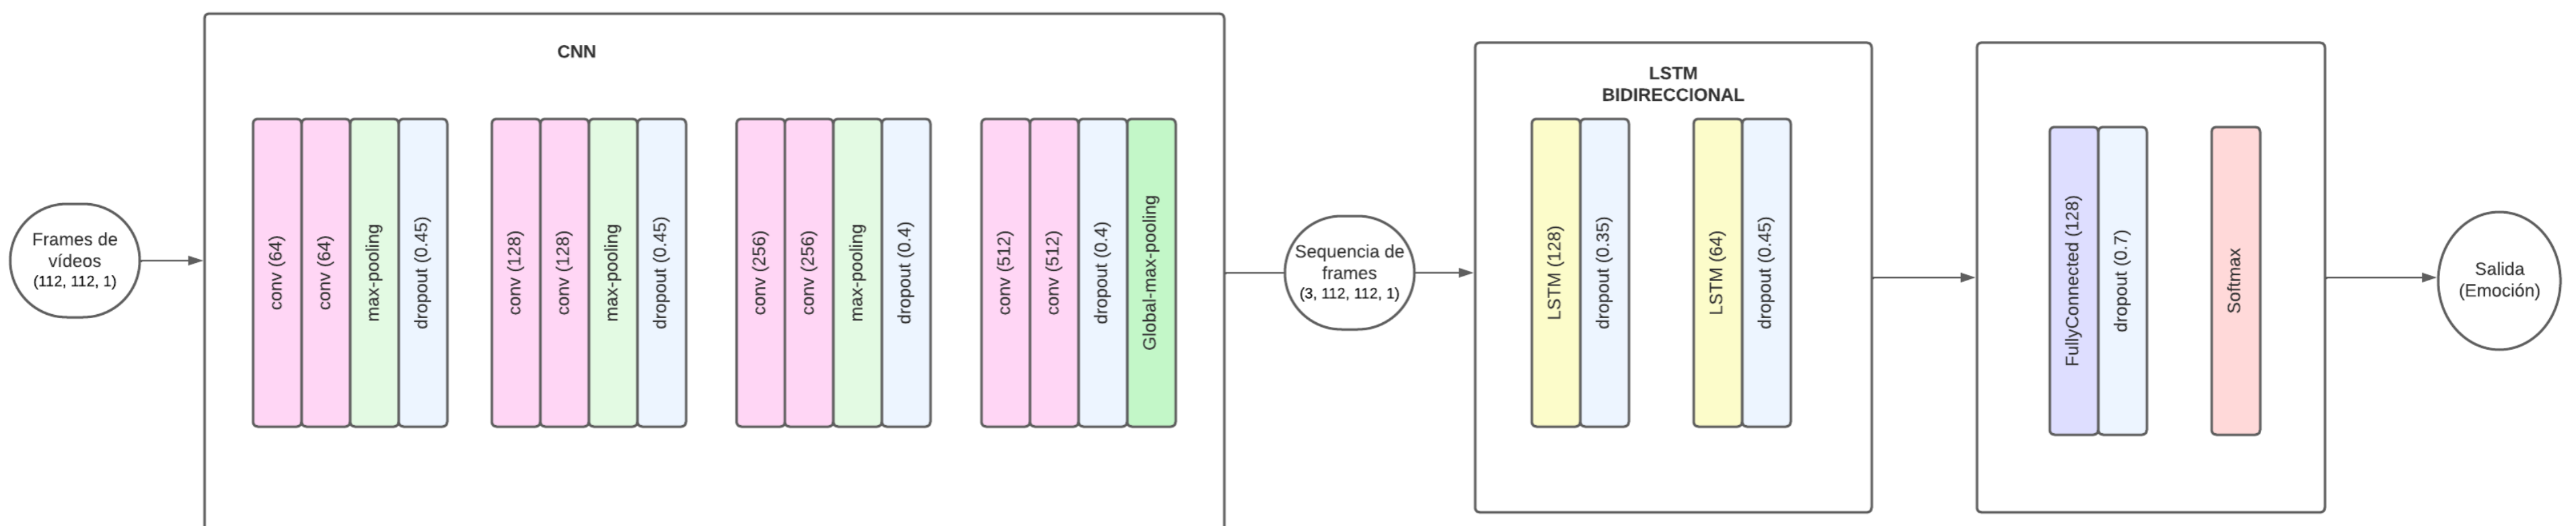 CNN
Frames de
vídeos
(112, 112, 1)
conv (64)
conv (64)
max-pooling
dropout (0.45)
conv (128)
conv (128)
max-pooling
dropout (0.45)
conv (256)
conv (256)
max-pooling
dropout (0.4)
conv (512)
conv (512)
dropout (0.4)
Global-max-pooling
Sequencia de
frames
(3, 112, 112, 1)
LSTM
BIDIRECCIONAL
LSTM (128)
dropout (0.35)
LSTM (64)
dropout (0.45)
FullyConnected (128)
dropout (0.7)
Softmax
Salida
(Emoción)